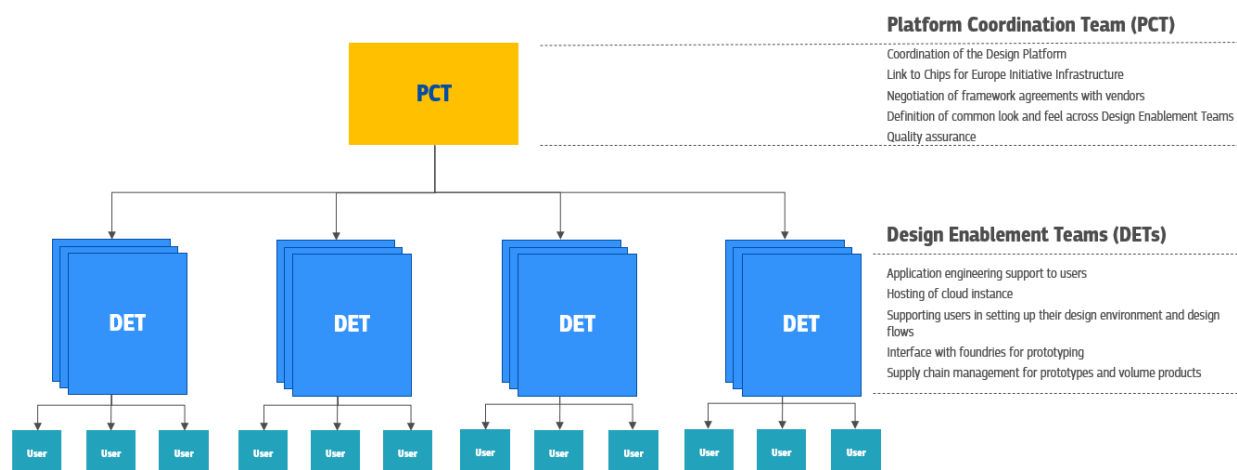 Platform Coordination Team (PCT)
Coordination of the Design Platform
Link to Chips for Europe Initiative Infrastructure
Negotiation of framework agreements with vendors
Definition of common look and feel across Design Enablement Teams
Quality assurance
PCT
Design Enablement Teams (DETs)
Application engineering support to users
Hosting of cloud instance
Supporting users in setting up their design environment and design
flows
Interface with foundries for prototyping
Supply chain management for prototypes and volume products
DET
DET
DET
DET
User
User
User
User
User
User
User
User
User
User
User
User